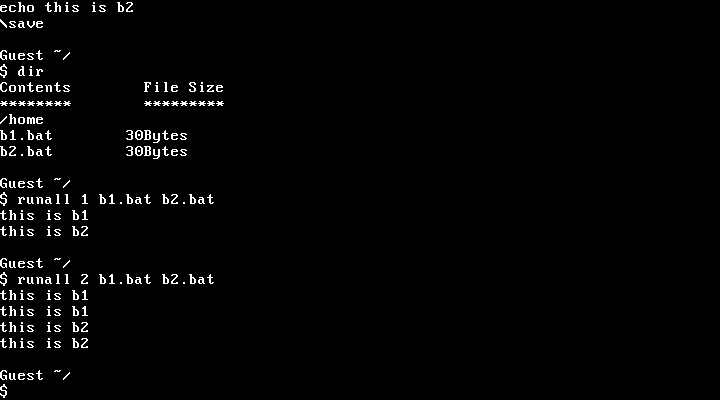 echo this is b2
\save
Guest ~/
$ dir
Contents        File Size
********        *********
/home
b1.bat        30Bytes
b2.bat        30Bytes
Guest ~/
$ runall 1 b1.bat b2.bat
this is b1
this is b2
Guest ~/
$ runall 2 b1.bat b2.bat
this is b1
this is b1
this is b2
this is b2
Guest ~/
$